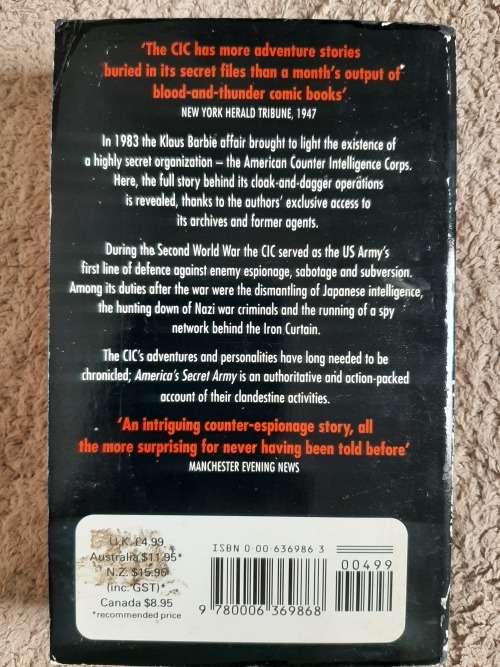 ‘The CIC has more adventure stories
buried in its secret files than a month’s output of
blood-and-thunder comic books’
NEW YORK HERALD TRIBUNE, 1947
In 1983 the Klaus Barbie affair brought to light the existence of
a highly secret organization – the American Counter Intelligence Corps.
Here, the full story behind its cloak-and-dagger operations
is revealed, thanks to the authors’ exclusive access to
its archives and former agents.
During the Second World War the CIC served as the US Army’s
first line of defence against enemy espionage, sabotage and subversion.
Among its duties after the war were the dismantling of Japanese intelligence,
the hunting down of Nazi war criminals and the running of a spy
network behind the Iron Curtain.
The CIC’s adventures and personalities have long needed to be
chronicled; America’s Secret Army is an authoritative and action-packed
account of their clandestine activities.
‘An intriguing counter-espionage story, all
the more surprising for never having been told before’
MANCHESTER EVENING NEWS
U.K. £4.99
Australia $11.95*
N.Z. $15.95
(inc. GST)*
Canada $8.95
*recommended price
ISBN 0 00 636986 3
00499
9 780006 369868